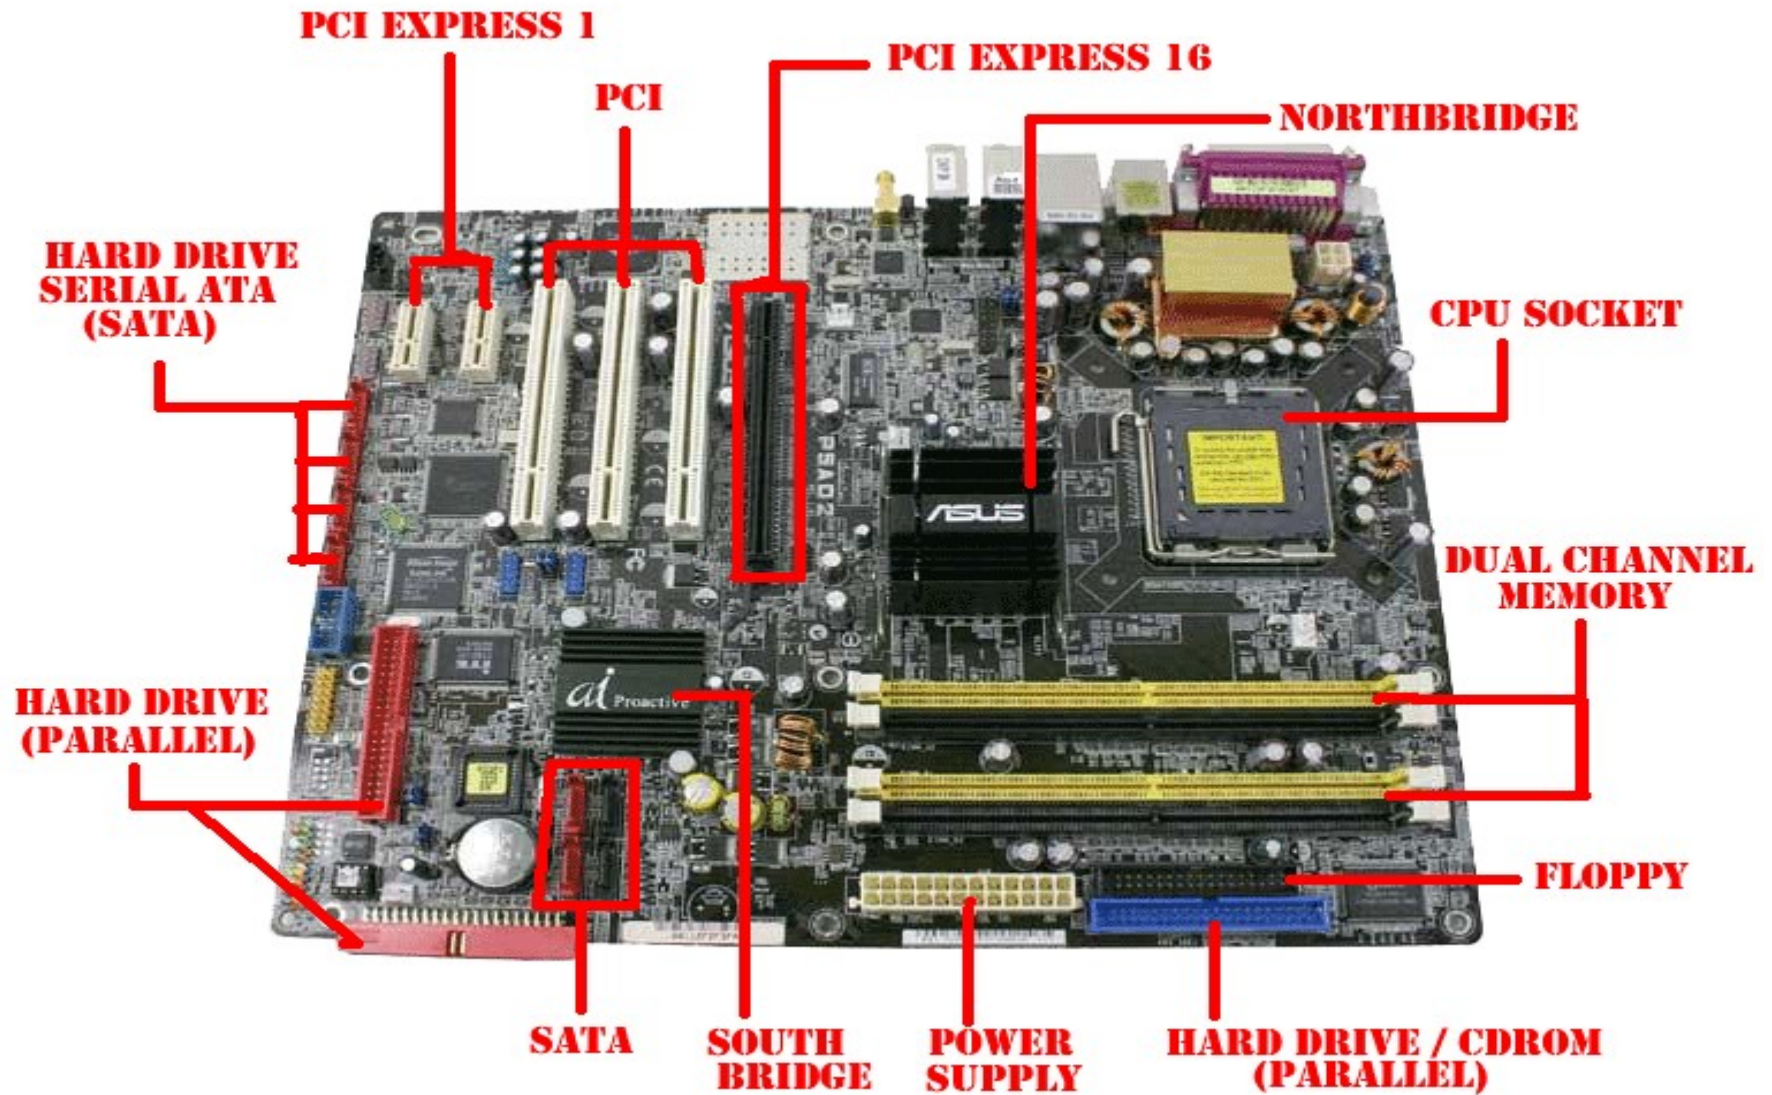 PCI EXPRESS 1
PCI EXPRESS 16
PCI
NORTHBRIDGE
HARD DRIVE
SERIAL ATA
(SATA)
CPU SOCKET
P5AD2
ASUS
DUAL CHANNEL
MEMORY
HARD DRIVE
(PARALLEL)
ai Proactive
FLOPPY
SATA
SOUTH
BRIDGE
POWER
SUPPLY
HARD DRIVE / CDROM
(PARALLEL)